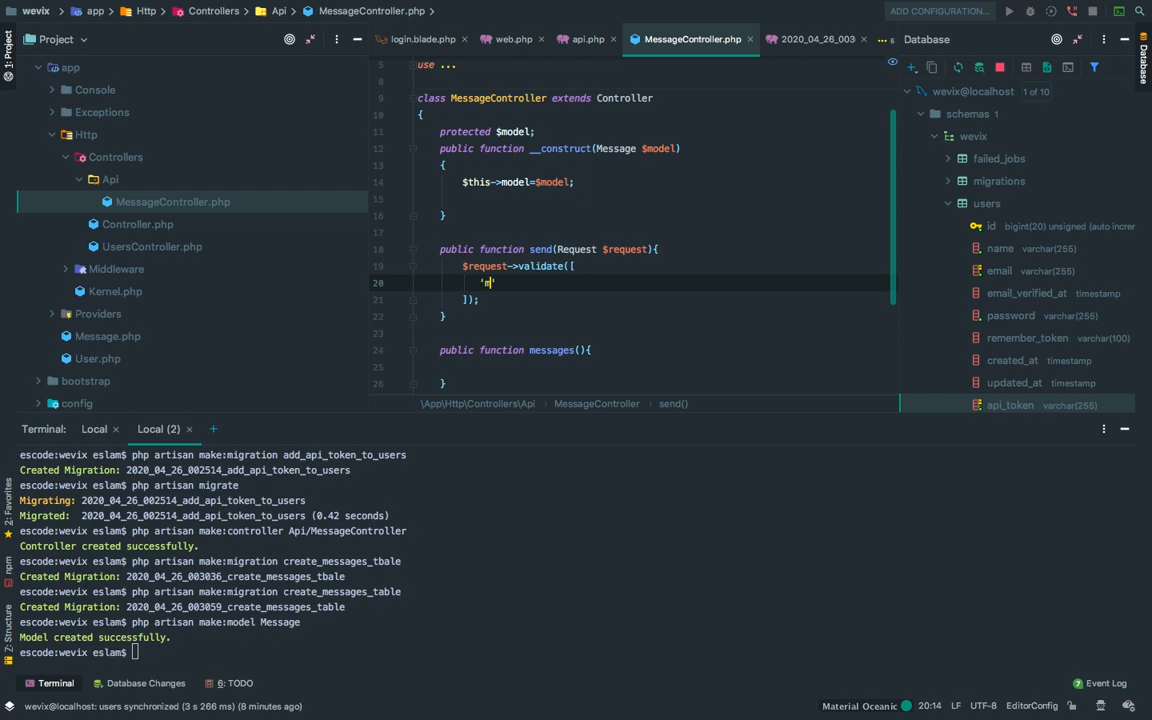 wevix app Http Controllers Api MessageController.php
ADD CONFIGURATION...
1: Project
Project
app
Console
Exceptions
Http
Controllers
Api
MessageController.php
Controller.php
UsersController.php
Middleware
Kernel.php
Providers
Message.php
User.php
bootstrap
config
login.blade.php web.php api.php MessageController.php 2020_04_26_003 5
5 use ...
8
9 class MessageController extends Controller
10 {
11 protected $model;
12 public function __construct(Message $model)
13 {
14 $this->model=$model;
15
16 }
17
18 public function send(Request $request){
19 $request->validate([
20 'm'
21 ]);
22 }
23
24 public function messages(){
25
26 }
\App\Http\Controllers\Api MessageController send()
Database
Database
wevix@localhost 1 of 10
schemas 1
wevix
failed_jobs
migrations
users
id bigint(20) unsigned (auto increr
name varchar(255)
email varchar(255)
email_verified_at timestamp
password varchar(255)
remember_token varchar(100)
created_at timestamp
updated_at timestamp
api_token varchar(255)
Terminal: Local Local (2)
escode:wevix eslam$ php artisan make:migration add_api_token_to_users
Created Migration: 2020_04_26_002514_add_api_token_to_users
escode:wevix eslam$ php artisan migrate
Migrating: 2020_04_26_002514_add_api_token_to_users
Migrated: 2020_04_26_002514_add_api_token_to_users (0.42 seconds)
escode:wevix eslam$ php artisan make:controller Api/MessageController
Controller created successfully.
escode:wevix eslam$ php artisan make:migration create_messages_tbale
Created Migration: 2020_04_26_003036_create_messages_tbale
escode:wevix eslam$ php artisan make:migration create_messages_table
Created Migration: 2020_04_26_003059_create_messages_table
escode:wevix eslam$ php artisan make:model Message
Model created successfully.
escode:wevix eslam$
2: Favorites
npm
Z: Structure
Terminal Database Changes 6: TODO
7 Event Log
wevix@localhost: users synchronized (3 s 266 ms) (8 minutes ago)
Material Oceanic 20:14 LF UTF-8 EditorConfig